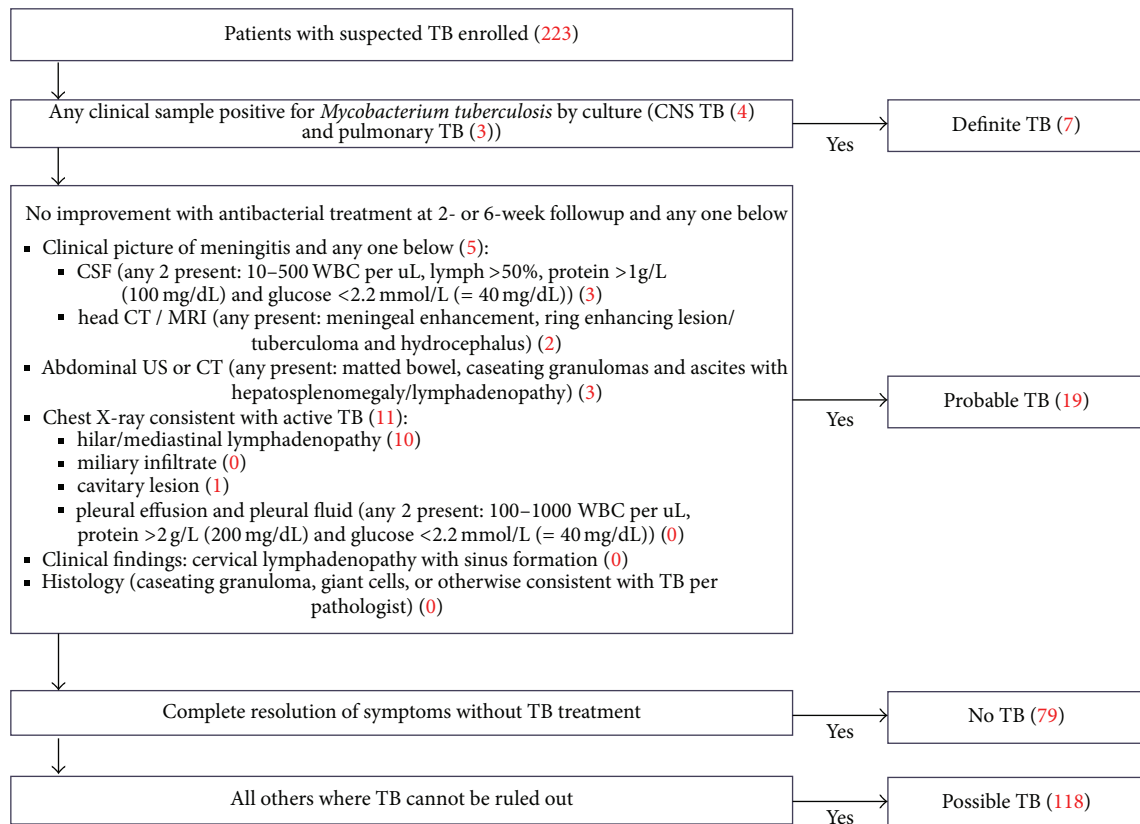 Patients with suspected TB enrolled (223)
Any clinical sample positive for Mycobacterium tuberculosis by culture (CNS TB (4)
and pulmonary TB (3))
Yes
Definite TB (7)
No improvement with antibacterial treatment at 2- or 6-week followup and any one below
▪ Clinical picture of meningitis and any one below (5):
▪ CSF (any 2 present: 10–500 WBC per uL, lymph >50%, protein >1g/L
(100 mg/dL) and glucose <2.2 mmol/L (= 40 mg/dL)) (3)
▪ head CT / MRI (any present: meningeal enhancement, ring enhancing lesion/
tuberculoma and hydrocephalus) (2)
▪ Abdominal US or CT (any present: matted bowel, caseating granulomas and ascites with
hepatosplenomegaly/lymphadenopathy) (3)
▪ Chest X-ray consistent with active TB (11):
▪ hilar/mediastinal lymphadenopathy (10)
▪ miliary infiltrate (0)
▪ cavitary lesion (1)
▪ pleural effusion and pleural fluid (any 2 present: 100–1000 WBC per uL,
protein >2 g/L (200 mg/dL) and glucose <2.2 mmol/L (= 40 mg/dL)) (0)
▪ Clinical findings: cervical lymphadenopathy with sinus formation (0)
▪ Histology (caseating granuloma, giant cells, or otherwise consistent with TB per
pathologist) (0)
Yes
Probable TB (19)
Complete resolution of symptoms without TB treatment
Yes
No TB (79)
All others where TB cannot be ruled out
Yes
Possible TB (118)